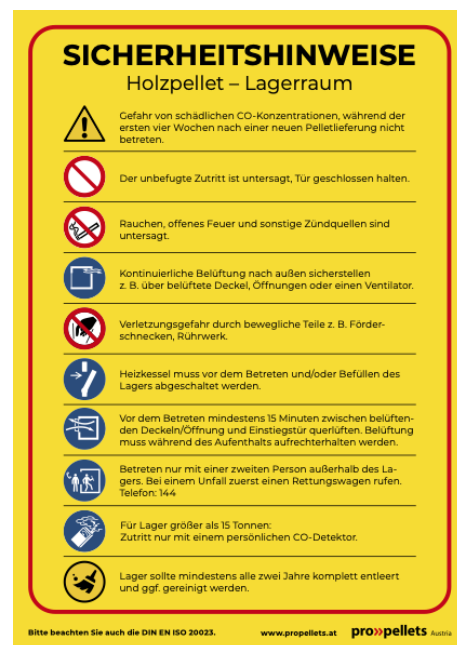 SICHERHEITSHINWEISE
Holzpellet – Lagerraum
Gefahr von schädlichen CO-Konzentrationen, während der
ersten vier Wochen nach einer neuen Pelletlieferung nicht
betreten.
Der unbefugte Zutritt ist untersagt, Tür geschlossen halten.
Rauchen, offenes Feuer und sonstige Zündquellen sind
untersagt.
Kontinuierliche Belüftung nach außen sicherstellen
z. B. über belüftete Deckel, Öffnungen oder einen Ventilator.
Verletzungsgefahr durch bewegliche Teile z. B. Förder-
schnecken, Rührwerk.
Heizkessel muss vor dem Betreten und/oder Befüllen des
Lagers abgeschaltet werden.
Vor dem Betreten mindestens 15 Minuten zwischen belüften-
den Deckeln/Öffnung und Einstiegstür querlüften. Belüftung
muss während des Aufenthalts aufrechterhalten werden.
Betreten nur mit einer zweiten Person außerhalb des La-
gers. Bei einem Unfall zuerst einen Rettungswagen rufen.
Telefon: 144
Für Lager größer als 15 Tonnen:
Zutritt nur mit einem persönlichen CO-Detektor.
Lager sollte mindestens alle zwei Jahre komplett entleert
und ggf. gereinigt werden.
Bitte beachten Sie auch die DIN EN ISO 20023. www.propellets.at pro»pellets Austria